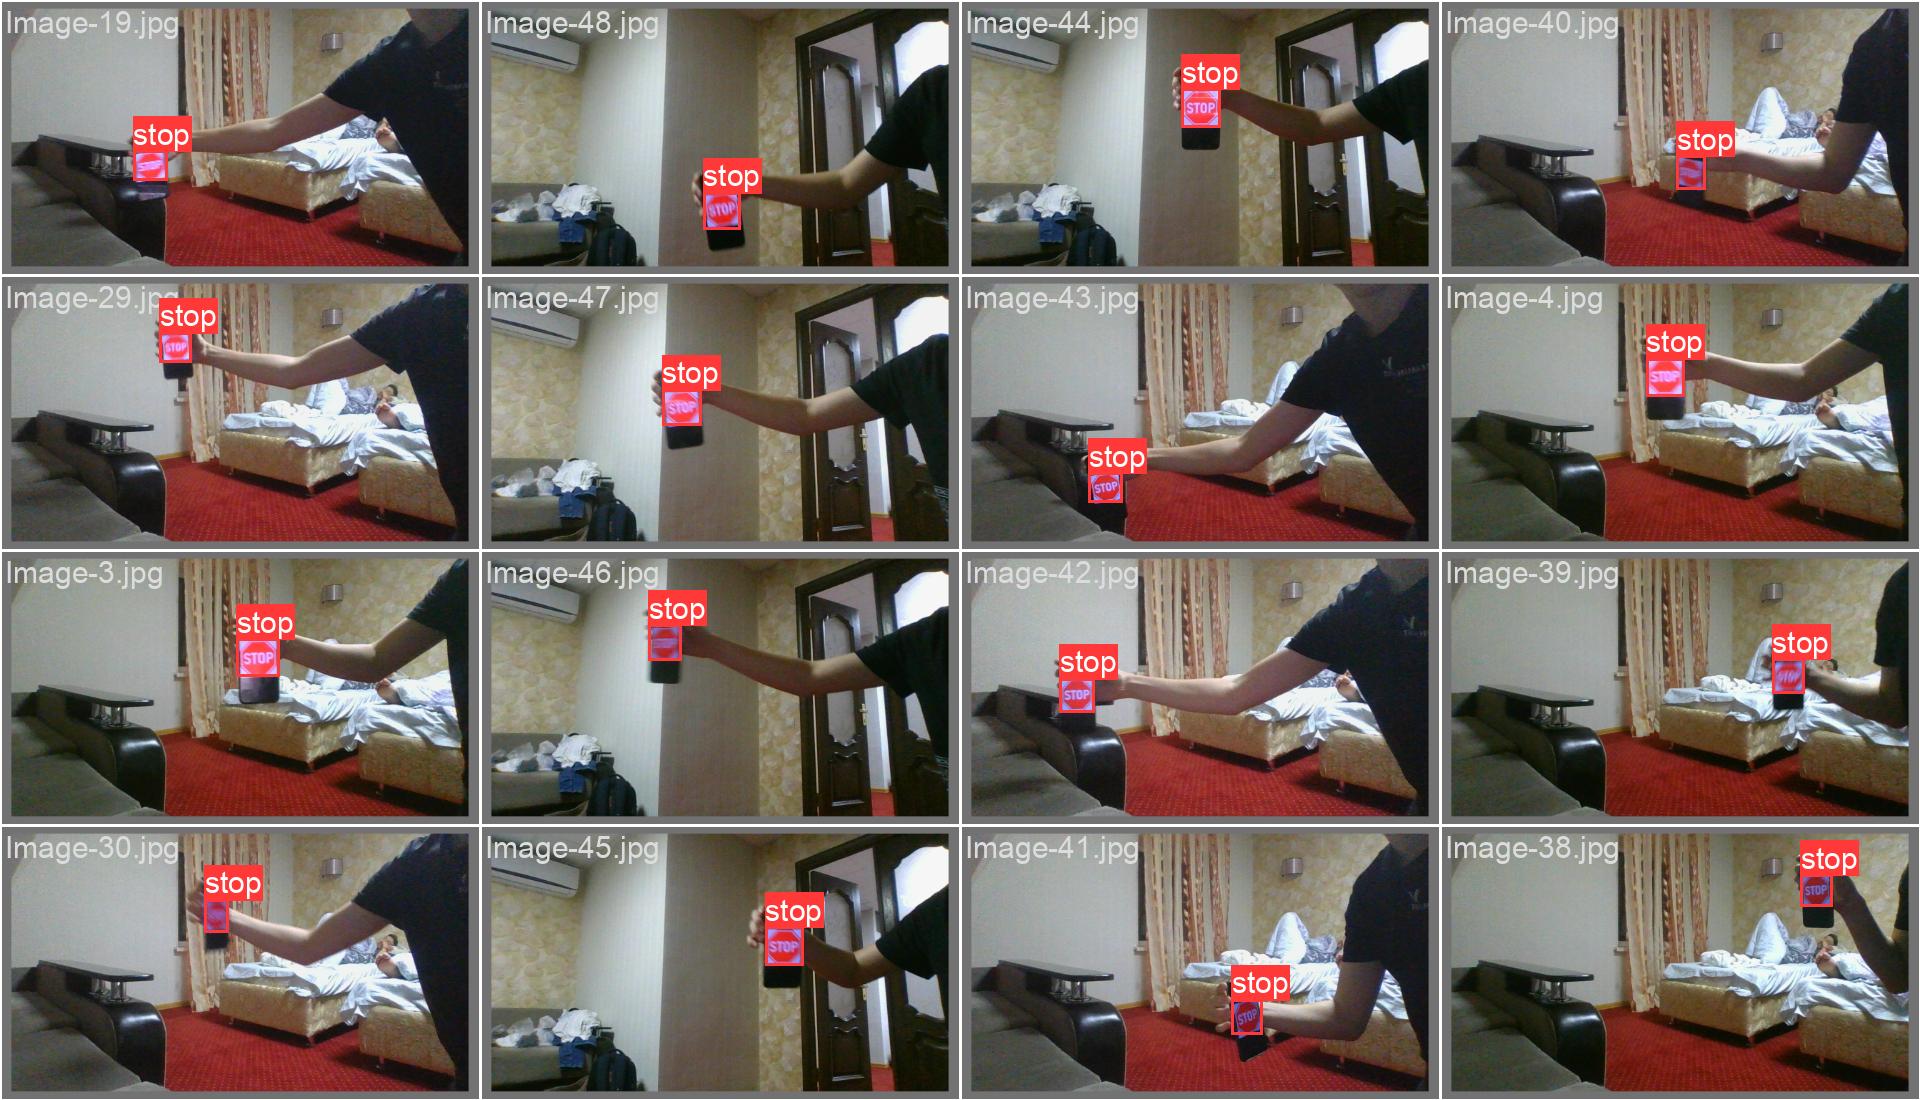 Image-19.jpg
stop
Image-48.jpg
stop
STOP
Image-44.jpg
stop
STOP
Image-40.jpg
stop
Image-29.jpg
stop
STOP
Image-47.jpg
stop
STOP
Image-43.jpg
stop
STOP
Image-4.jpg
stop
STOP
Image-3.jpg
stop
STOP
Image-46.jpg
stop
Image-42.jpg
stop
STOP
Image-39.jpg
stop
STOP
Image-30.jpg
stop
Image-45.jpg
stop
STOP
Image-41.jpg
stop
STOP
Image-38.jpg
stop
STOP